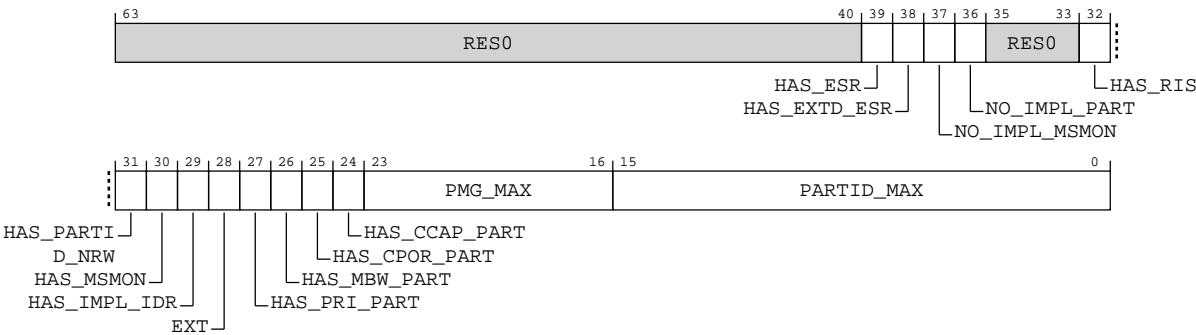 63 40 39 38 37 36 35 33 32
RES0 RES0
HAS_ESR HAS_RIS
HAS_EXTD_ESR NO_IMPL_PART
NO_IMPL_MSMON
31 30 29 28 27 26 25 24 23 16 15 0
PMG_MAX PARTID_MAX
HAS_PARTI HAS_CCAP_PART
D_NRW HAS_CPOR_PART
HAS_MSMON HAS_MBW_PART
HAS_IMPL_IDR HAS_PRI_PART
EXT